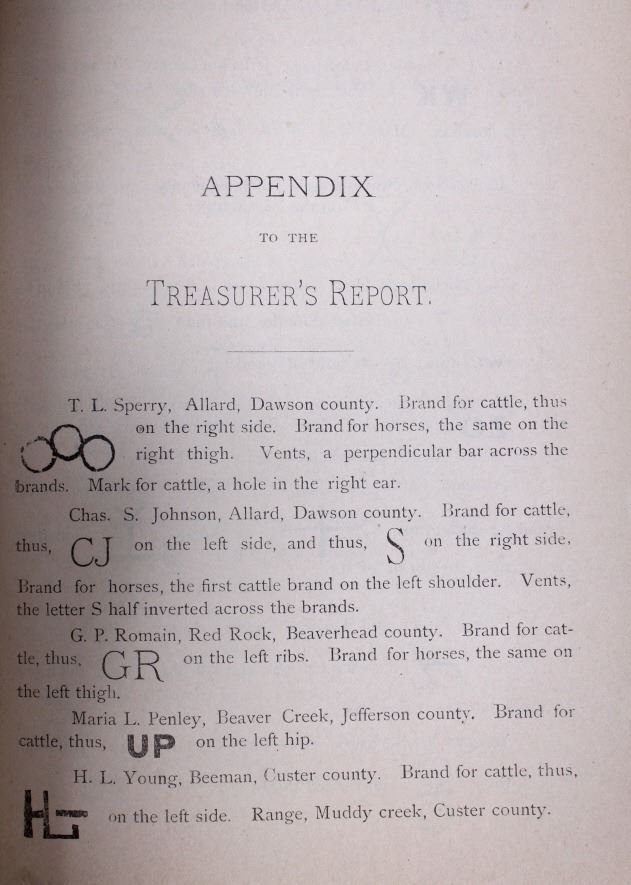 APPENDIX
TO THE
TREASURER'S REPORT.
T. L. Sperry, Allard, Dawson county. Brand for cattle, thus
on the right side. Brand for horses, the same on the
right thigh. Vents, a perpendicular bar across the
brands. Mark for cattle, a hole in the right ear.
Chas. S. Johnson, Allard, Dawson county. Brand for cattle,
thus, CJ on the left side, and thus, S on the right side.
Brand for horses, the first cattle brand on the left shoulder. Vents,
the letter S half inverted across the brands.
G. P. Romain, Red Rock, Beaverhead county. Brand for cat-
tle, thus, GR on the left ribs. Brand for horses, the same on
the left thigh.
Maria L. Penley, Beaver Creek, Jefferson county. Brand for
cattle, thus, UP on the left hip.
H. L. Young, Beeman, Custer county. Brand for cattle, thus,
on the left side. Range, Muddy creek, Custer county.